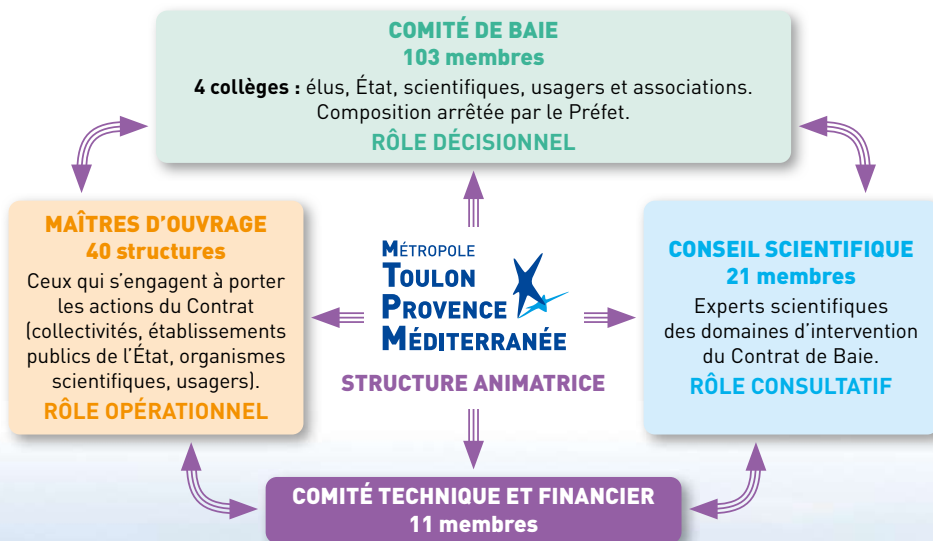 COMITÉ DE BAIE
103 membres
4 collèges : élus, État, scientifiques, usagers et associations.
Composition arrêtée par le Préfet.
RÔLE DÉCISIONNEL
MAÎTRES D'OUVRAGE
40 structures
Ceux qui s'engagent à porter
les actions du Contrat
(collectivités, établissements
publics de l'État, organismes
scientifiques, usagers).
RÔLE OPÉRATIONNEL
MÉTROPOLE
TOULON
PROVENCE
MÉDITERRANÉE
STRUCTURE ANIMATRICE
CONSEIL SCIENTIFIQUE
21 membres
Experts scientifiques
des domaines d'intervention
du Contrat de Baie.
RÔLE CONSULTATIF
COMITÉ TECHNIQUE ET FINANCIER
11 membres